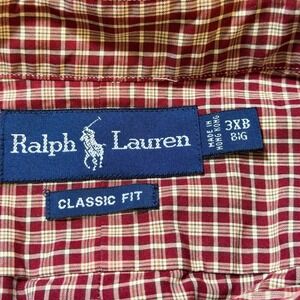 Ralph Lauren
MADE IN
HONG KONG
3XB
BIG
CLASSIC FIT